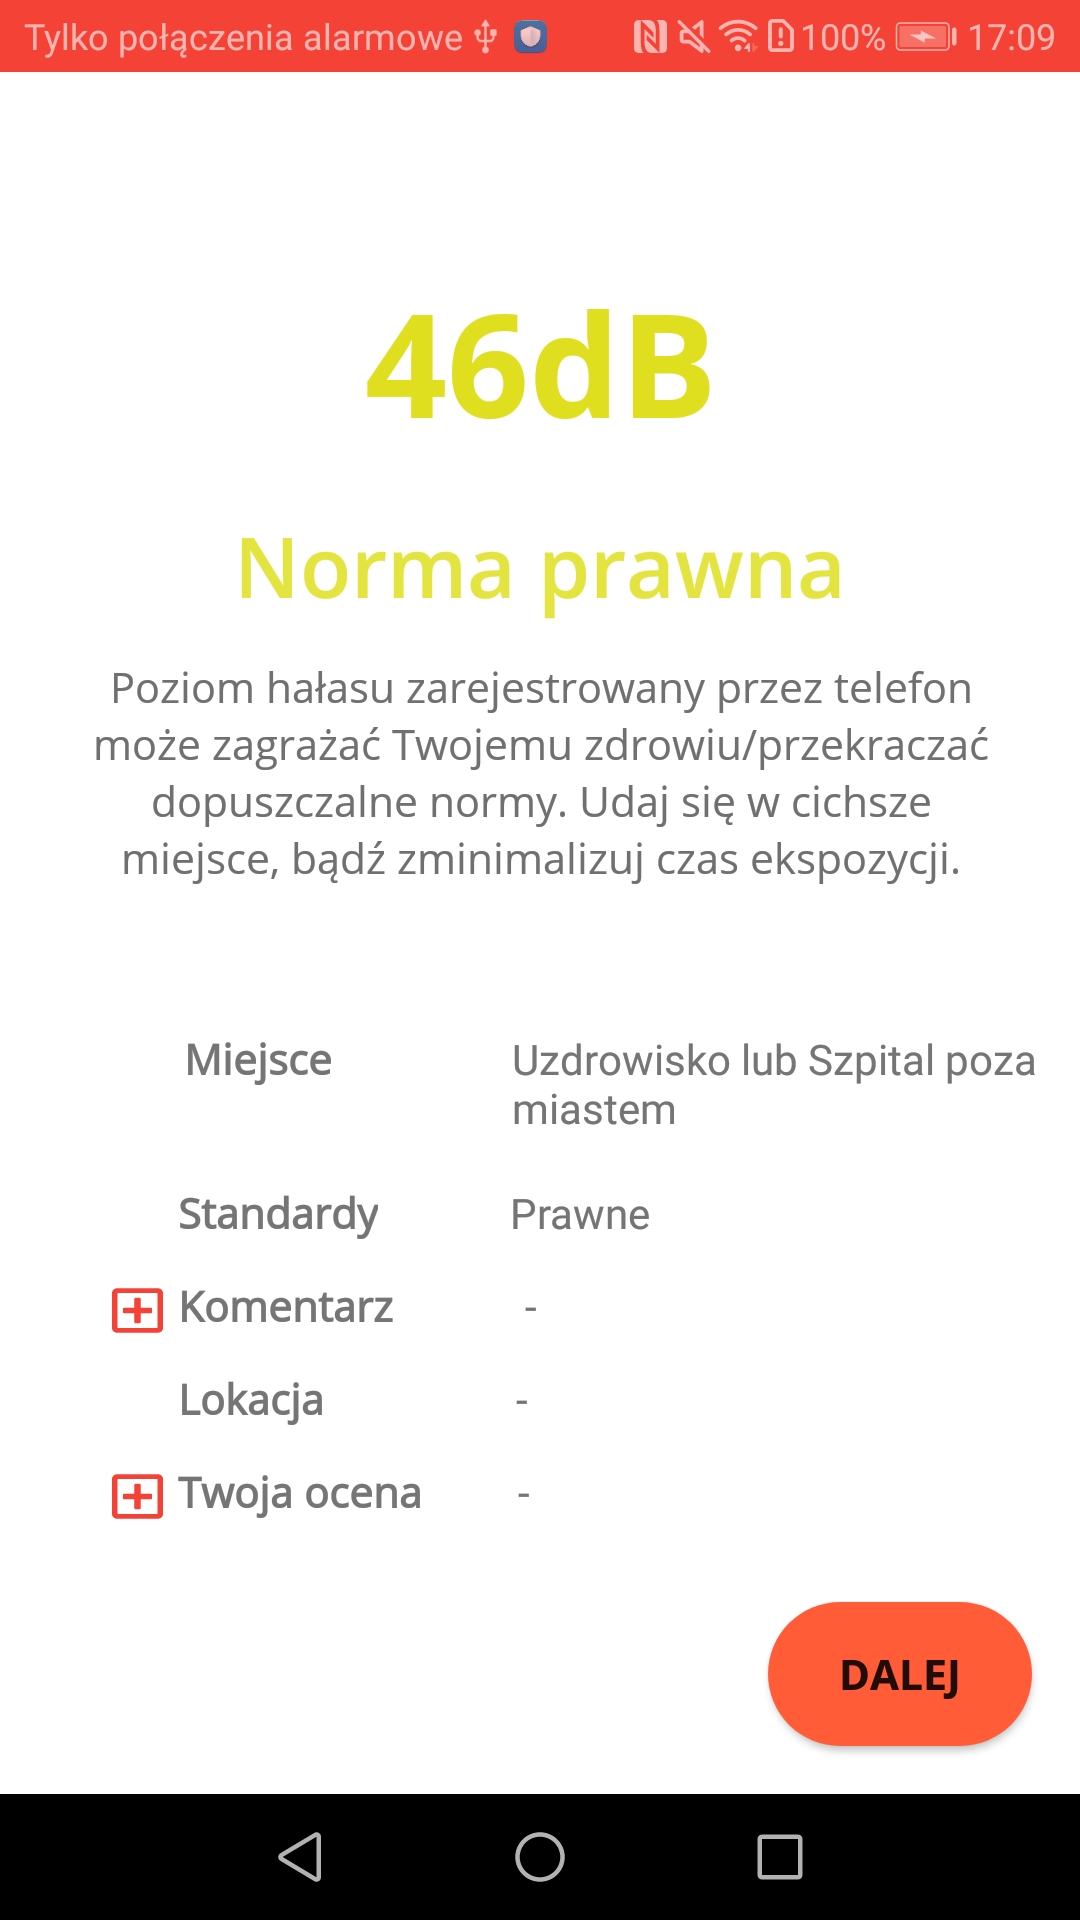 Tylko połączenia alarmowe 100% 17:09
46dB
Norma prawna
Poziom hałasu zarejestrowany przez telefon
może zagrażać Twojemu zdrowiu/przekraczać
dopuszczalne normy. Udaj się w cichsze
miejsce, bądź zminimalizuj czas ekspozycji.
Miejsce Uzdrowisko lub Szpital poza
miastem
Standardy Prawne
Komentarz -
Lokacja -
Twoja ocena -
DALEJ